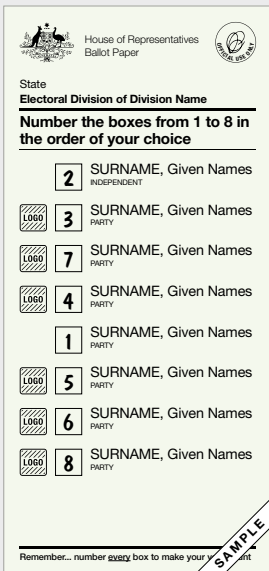 House of Representatives
Ballot Paper
OFFICIAL USE ONLY
State
Electoral Division of Division Name
Number the boxes from 1 to 8 in
the order of your choice
2 SURNAME, Given Names
INDEPENDENT
LOGO 3 SURNAME, Given Names
PARTY
LOGO 7 SURNAME, Given Names
PARTY
LOGO 4 SURNAME, Given Names
PARTY
1 SURNAME, Given Names
PARTY
LOGO 5 SURNAME, Given Names
PARTY
LOGO 6 SURNAME, Given Names
PARTY
LOGO 8 SURNAME, Given Names
PARTY
SAMPLE
Remember... number every box to make your